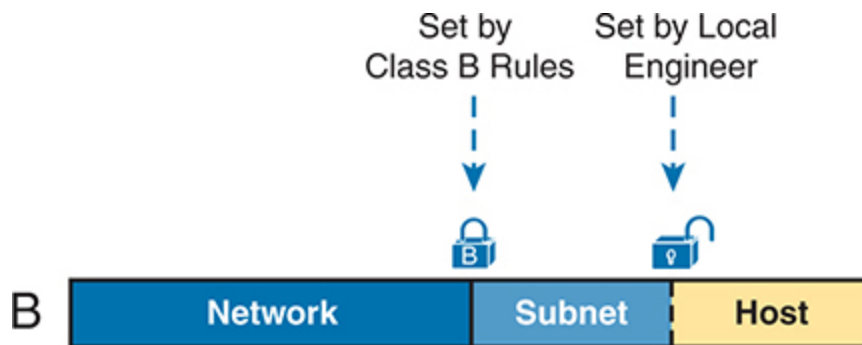 Set by
Class B Rules
Set by Local
Engineer
B
B
Network
Subnet
Host